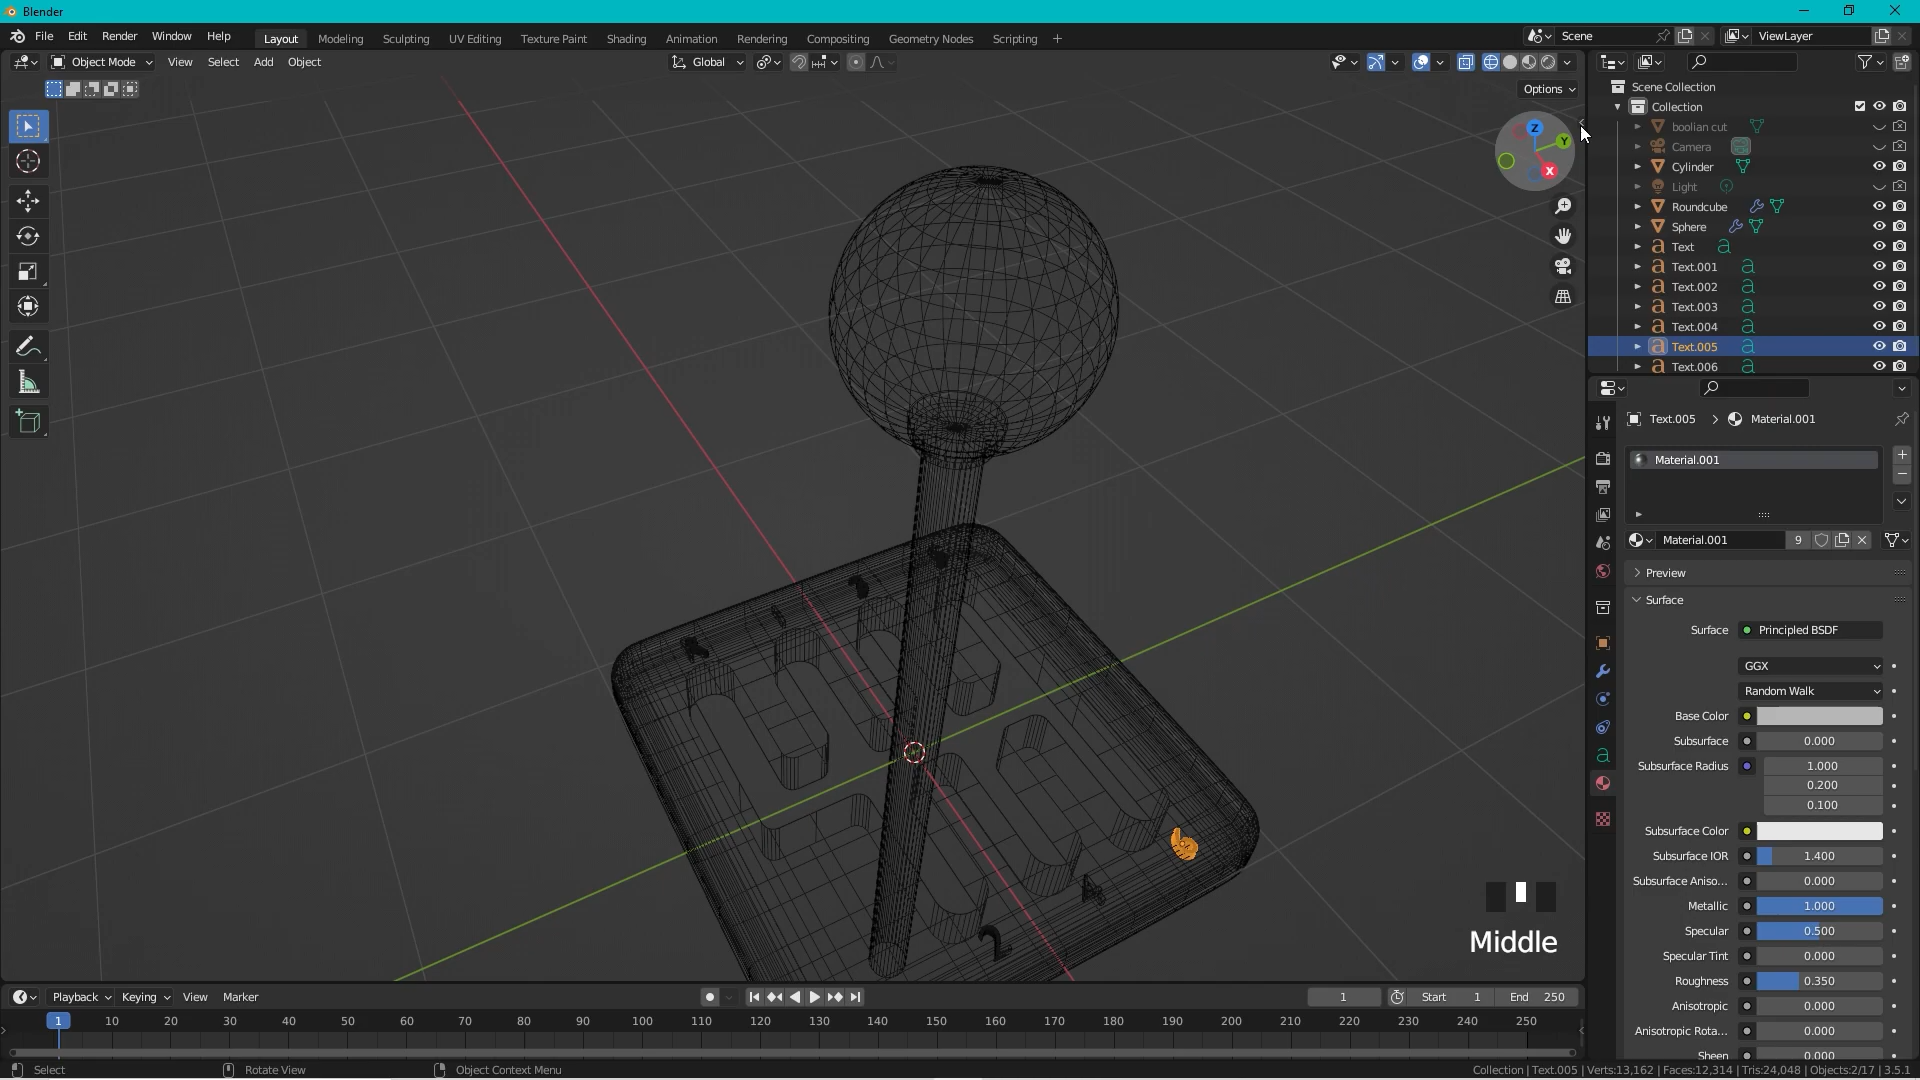 Blender
File Edit Render Window Help Layout Modeling Sculpting UV Editing Texture Paint Shading Animation Rendering Compositing Geometry Nodes Scripting + Scene ViewLayer
Object Mode View Select Add Object Global
Options
Scene Collection
Collection
boolian cut
Camera
Cylinder
Light
Roundcube
Sphere
Text
Text.001
Text.002
Text.003
Text.004
Text.005
Text.006
Z
Y
X
Text.005 > Material.001
Material.001
Material.001 9
Preview
Surface
Surface Principled BSDF
GGX
Random Walk
Base Color
Subsurface 0.000
Subsurface Radius 1.000
0.200
0.100
Subsurface Color
Subsurface IOR 1.400
Subsurface Aniso... 0.000
Metallic 1.000
Specular 0.500
Specular Tint 0.000
Roughness 0.350
Anisotropic 0.000
Anisotropic Rota... 0.000
Sheen 0.000
2
4
6
Middle
Playback Keying View Marker 1 Start 1 End 250
1 10 20 30 40 50 60 70 80 90 100 110 120 130 140 150 160 170 180 190 200 210 220 230 240 250
Select Rotate View Object Context Menu Collection | Text.005 | Verts:13,162 | Faces:12,314 | Tris:24,048 | Objects:2/17 | 3.5.1